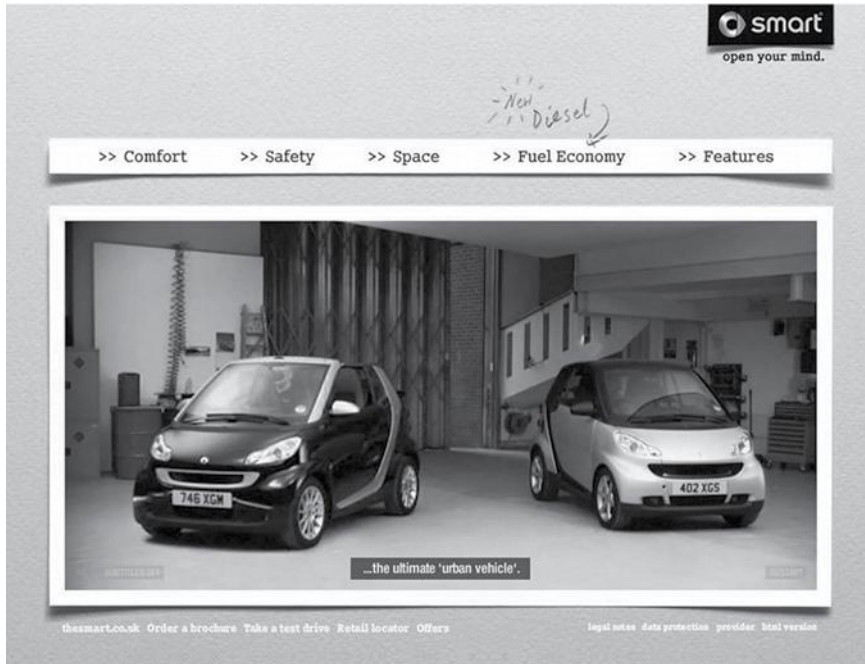 smart
open your mind.
New
Diesel
>> Comfort >> Safety >> Space >> Fuel Economy >> Features
746 XGM
402 XGS
...the ultimate 'urban vehicle'.
thesmart.co.uk Order a brochure Take a test drive Retail locator Offers
legal notes data protection provider html version